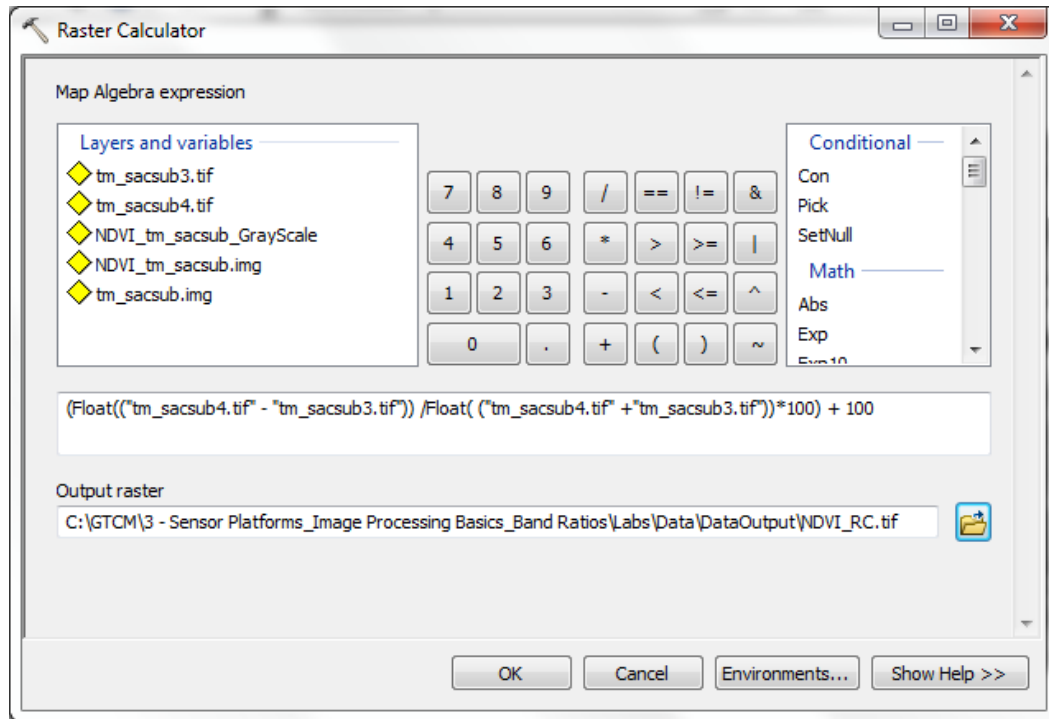 Raster Calculator
Map Algebra expression
Layers and variables
tm_sacsub3.tif
tm_sacsub4.tif
NDVI_tm_sacsub_GrayScale
NDVI_tm_sacsub.img
tm_sacsub.img
7 8 9 / == != &
4 5 6 * > >= |
1 2 3 - < <= ^
0 . + ( ) ~
Conditional
Con
Pick
SetNull
Math
Abs
Exp
Exp10
(Float(("tm_sacsub4.tif" - "tm_sacsub3.tif")) /Float( ("tm_sacsub4.tif" +"tm_sacsub3.tif"))*100) + 100
Output raster
C:\GTCM\3 - Sensor Platforms_Image Processing Basics_Band Ratios\Labs\Data\DataOutput\NDVI_RC.tif
OK Cancel Environments... Show Help >>